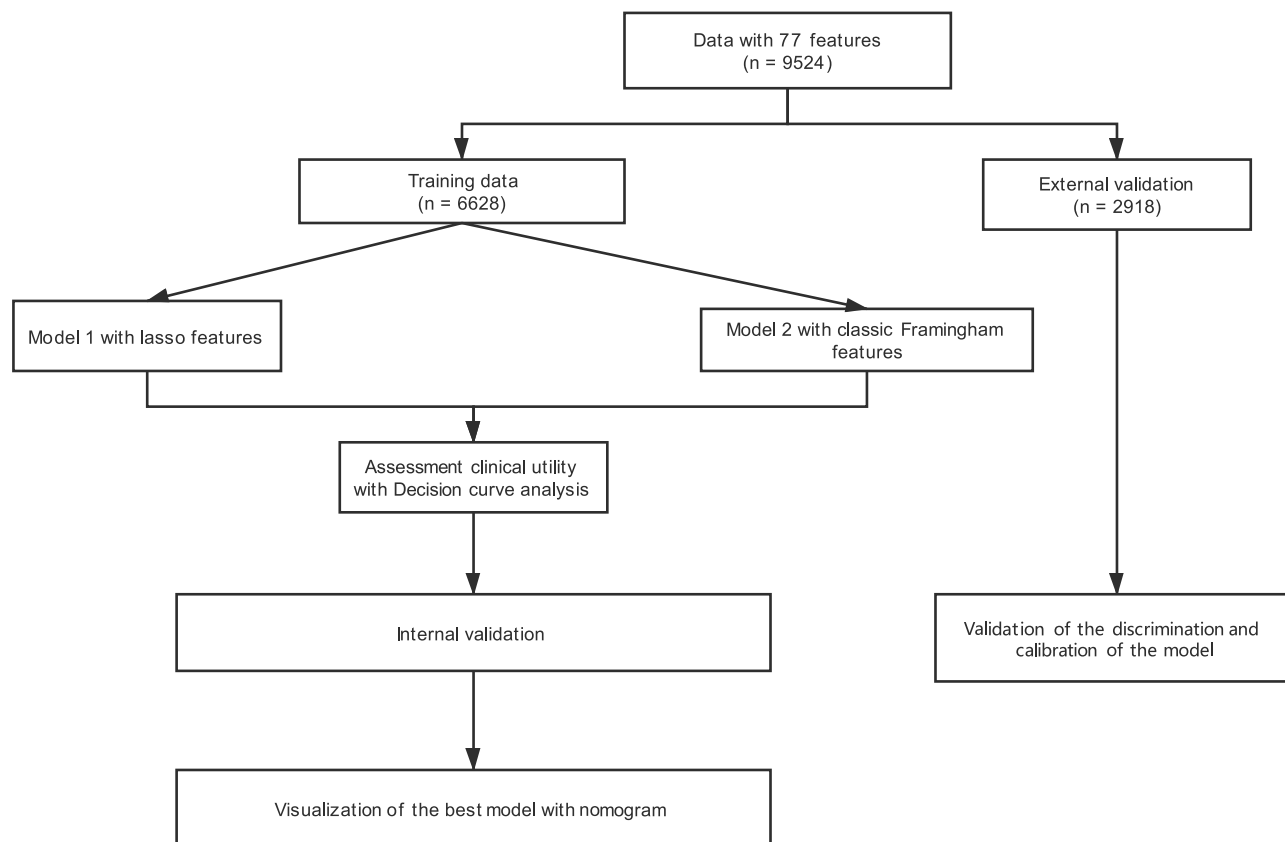 Data with 77 features
(n = 9524)
Training data
(n = 6628)
External validation
(n = 2918)
Model 1 with lasso features
Model 2 with classic Framingham
features
Assessment clinical utility
with Decision curve analysis
Internal validation
Validation of the discrimination and
calibration of the model
Visualization of the best model with nomogram